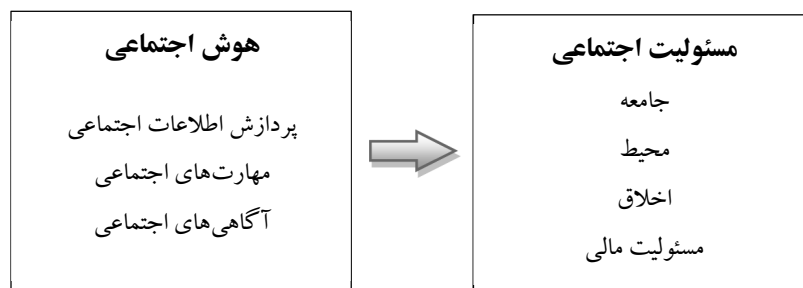 هوش اجتماعی
پردازش اطلاعات اجتماعی
مهارت‌های اجتماعی
آگاهی‌های اجتماعی
مسئولیت اجتماعی
جامعه
محیط
اخلاق
مسئولیت مالی